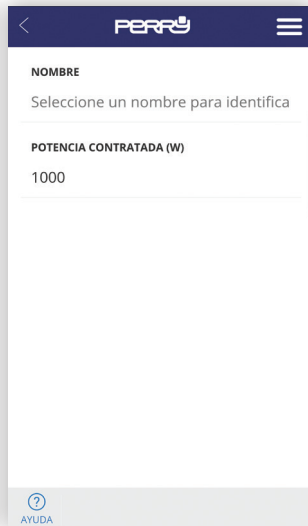 PERRY
NOMBRE
Seleccione un nombre para identifica
POTENCIA CONTRATADA (W)
1000
?
AYUDA